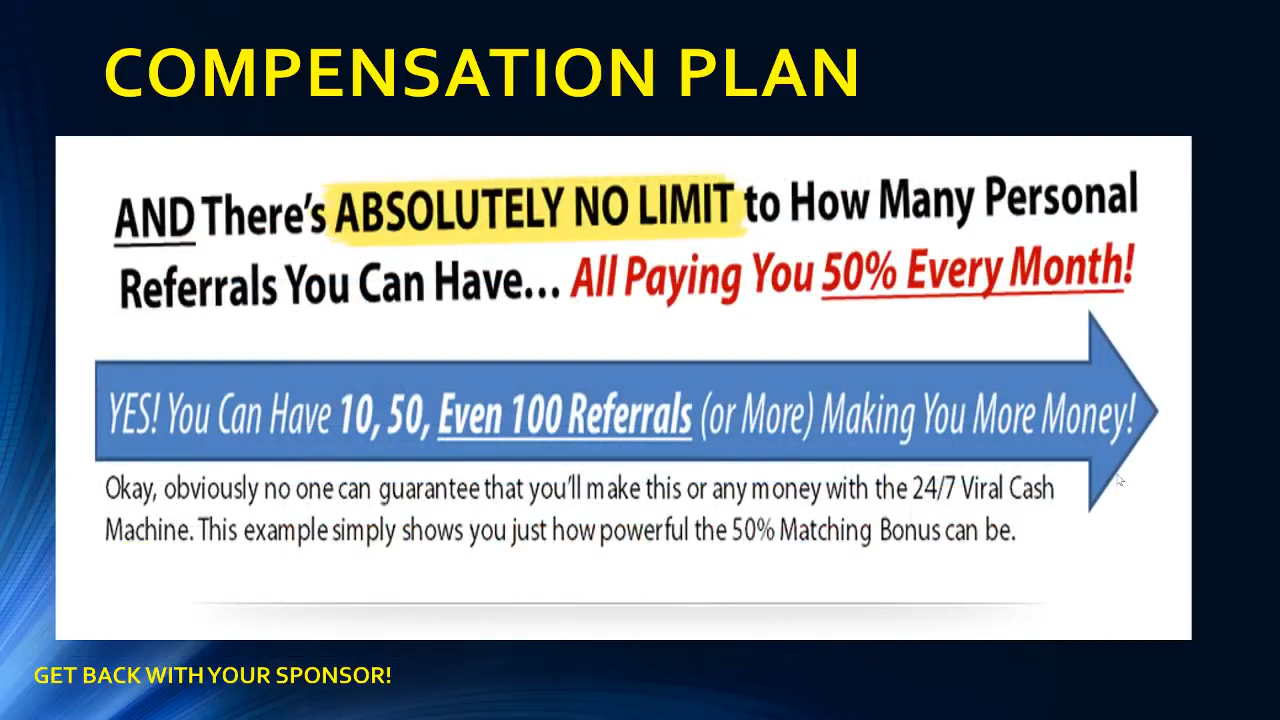 COMPENSATION PLAN
AND There's ABSOLUTELY NO LIMIT to How Many Personal
Referrals You Can Have... All Paying You 50% Every Month!
YES! You Can Have 10, 50, Even 100 Referrals (or More) Making You More Money!
Okay, obviously no one can guarantee that you'll make this or any money with the 24/7 Viral Cash
Machine. This example simply shows you just how powerful the 50% Matching Bonus can be.
GET BACK WITH YOUR SPONSOR!